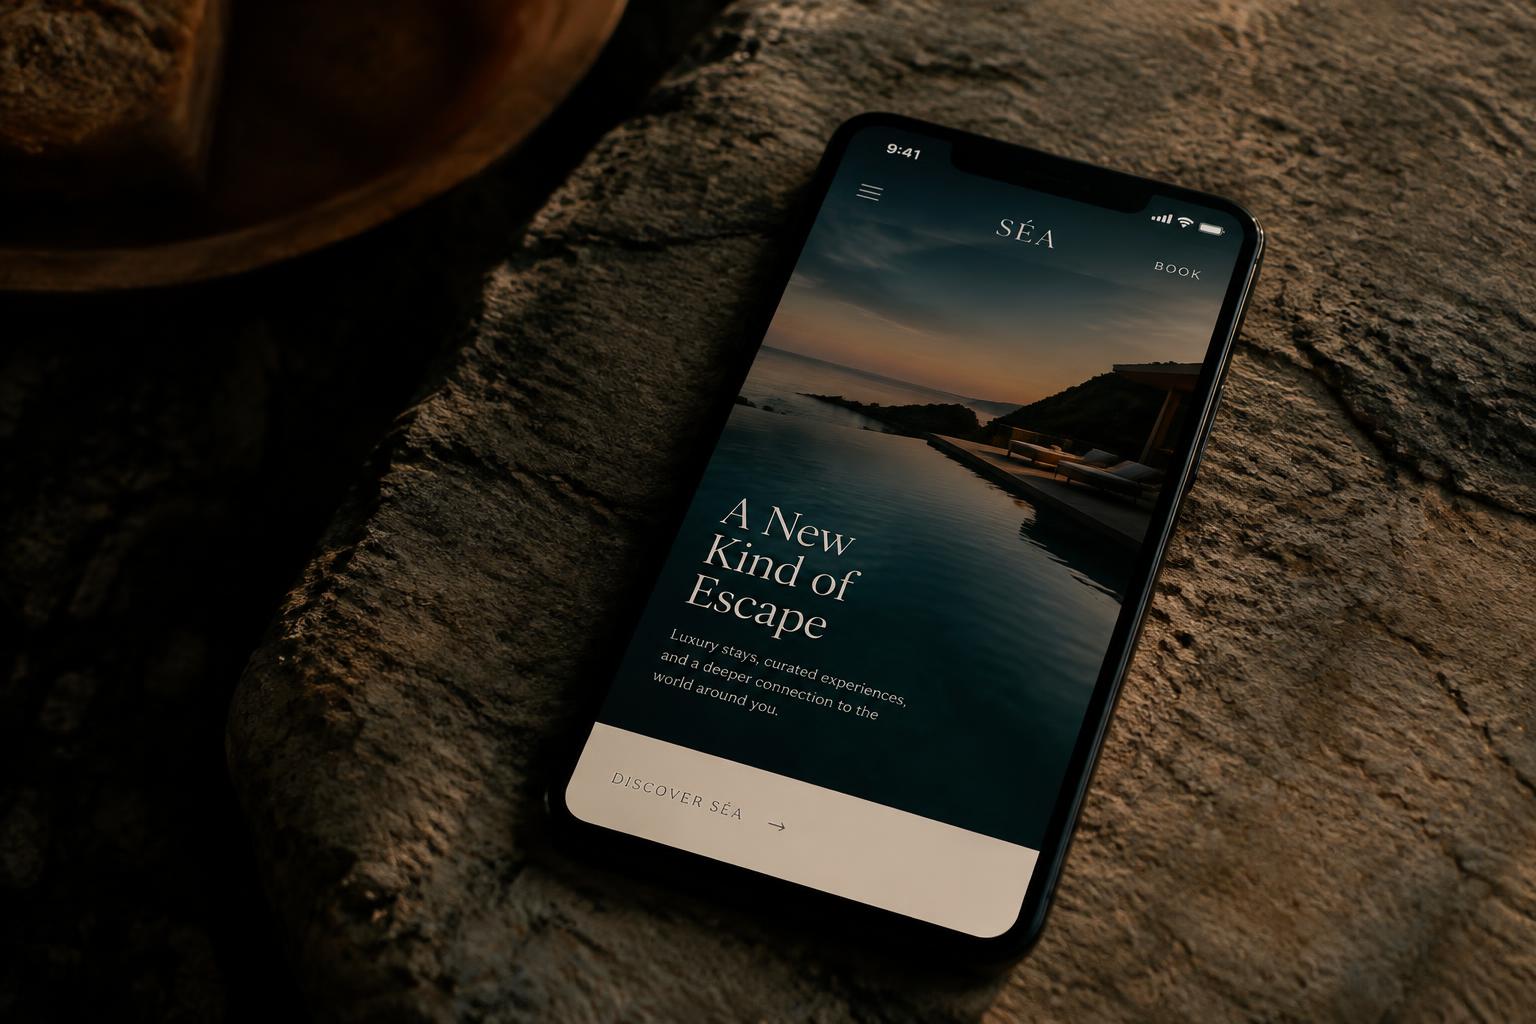 9:41
SÉA
BOOK
A New
Kind of
Escape
Luxury stays, curated experiences,
and a deeper connection to the
world around you.
DISCOVER SÉA →